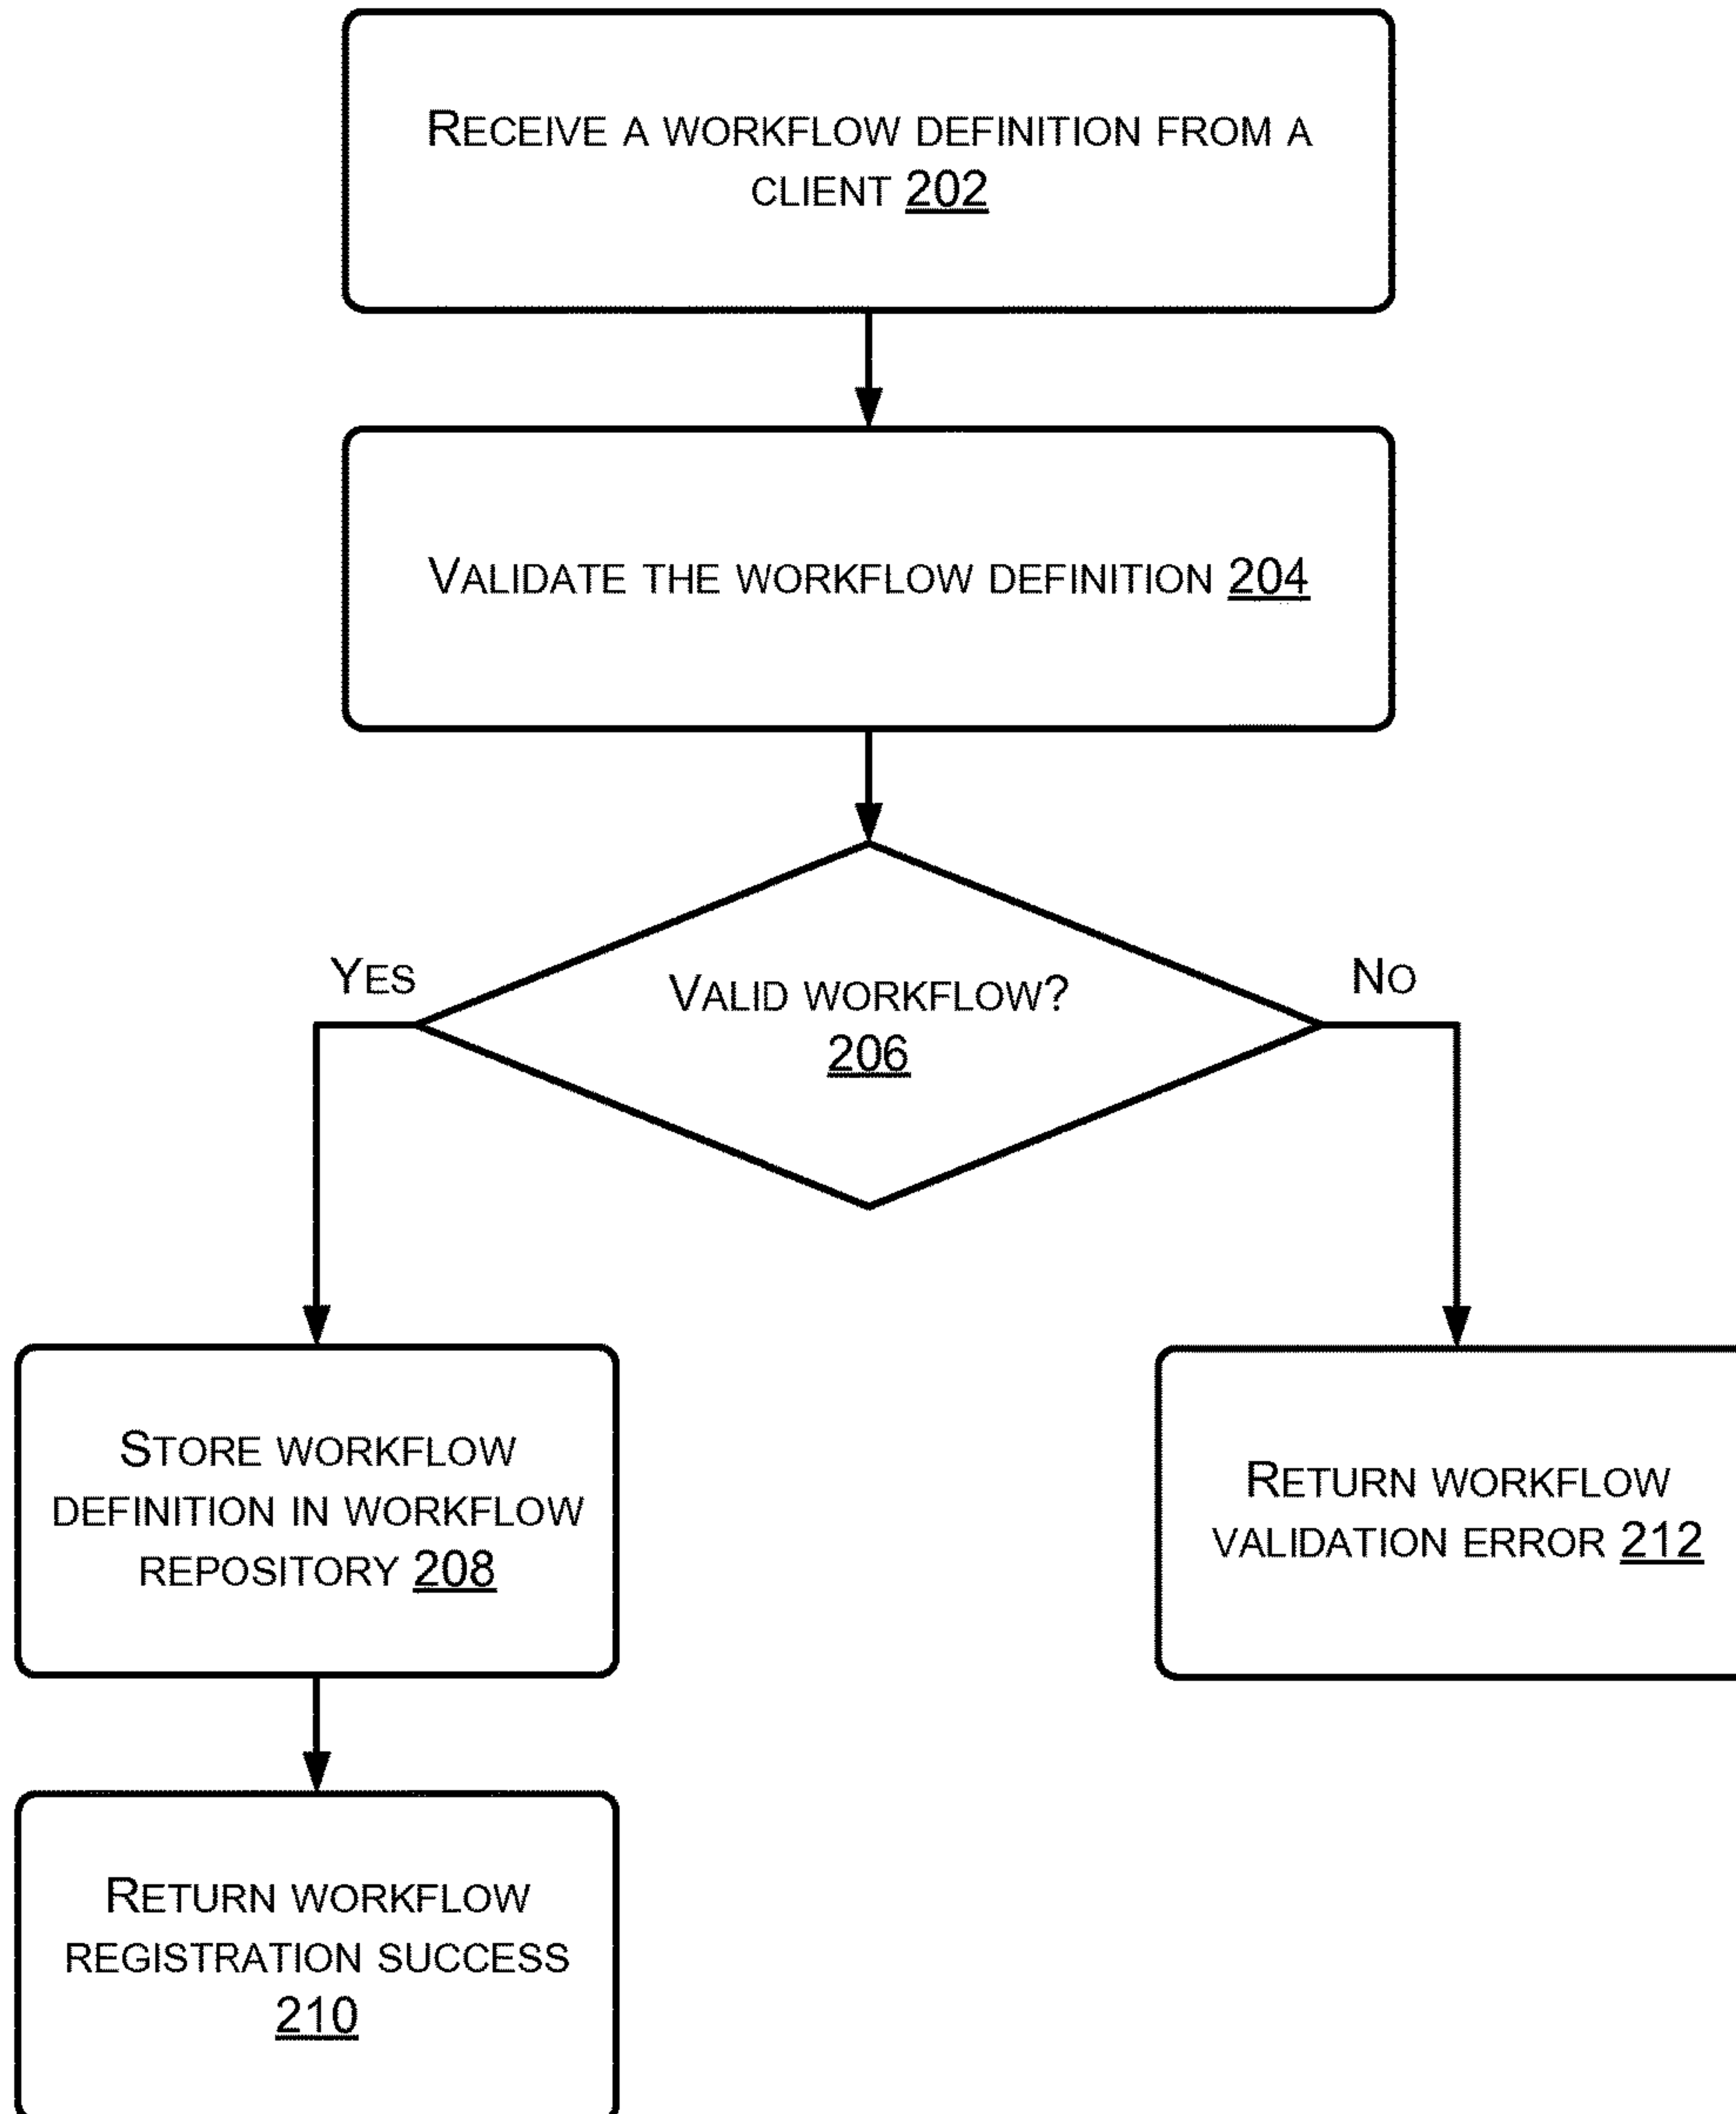 RECEIVE A WORKFLOW DEFINITION FROM A
CLIENT 202
VALIDATE THE WORKFLOW DEFINITION 204
YES
NO
VALID WORKFLOW?
206
STORE WORKFLOW
DEFINITION IN WORKFLOW
REPOSITORY 208
RETURN WORKFLOW
VALIDATION ERROR 212
RETURN WORKFLOW
REGISTRATION SUCCESS
210